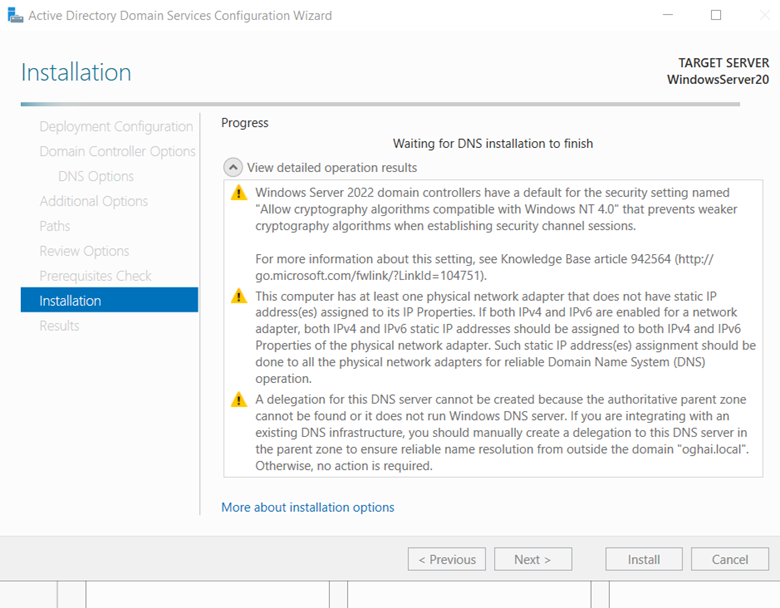 Active Directory Domain Services Configuration Wizard
Installation
TARGET SERVER
WindowsServer20
Deployment Configuration
Domain Controller Options
DNS Options
Additional Options
Paths
Review Options
Prerequisites Check
Installation
Results
Progress
Waiting for DNS installation to finish
View detailed operation results
Windows Server 2022 domain controllers have a default for the security setting named
"Allow cryptography algorithms compatible with Windows NT 4.0" that prevents weaker
cryptography algorithms when establishing security channel sessions.
For more information about this setting, see Knowledge Base article 942564 (http://
go.microsoft.com/fwlink/?LinkId=104751).
This computer has at least one physical network adapter that does not have static IP
address(es) assigned to its IP Properties. If both IPv4 and IPv6 are enabled for a network
adapter, both IPv4 and IPv6 static IP addresses should be assigned to both IPv4 and IPv6
Properties of the physical network adapter. Such static IP address(es) assignment should be
done to all the physical network adapters for reliable Domain Name System (DNS)
operation.
A delegation for this DNS server cannot be created because the authoritative parent zone
cannot be found or it does not run Windows DNS server. If you are integrating with an
existing DNS infrastructure, you should manually create a delegation to this DNS server in
the parent zone to ensure reliable name resolution from outside the domain "oghai.local".
Otherwise, no action is required.
More about installation options
< Previous
Next >
Install
Cancel